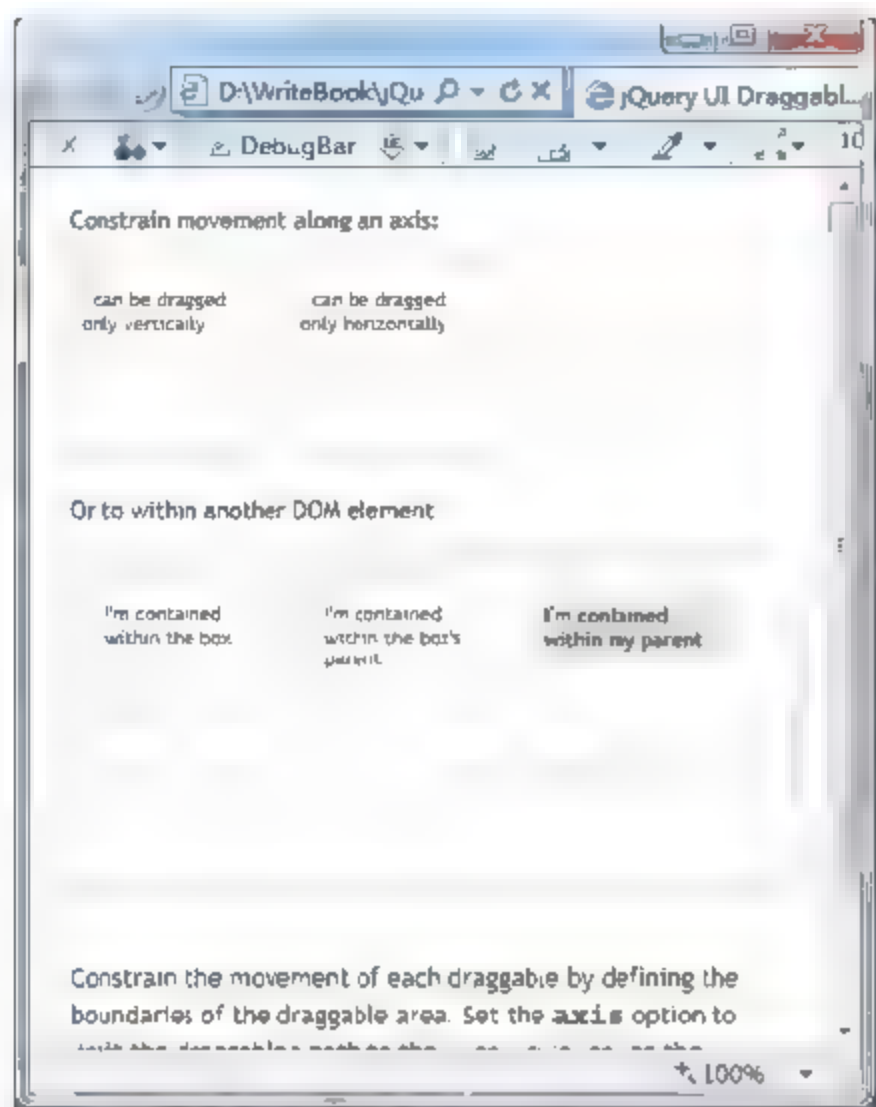 D:\WriteBook\jQu
jQuery UI Draggabl...
X DebugBar
Constrain movement along an axis:
can be dragged only vertically
can be dragged only horizontally
Or to within another DOM element
I'm contained within the box
I'm contained within the box's parent
I'm contained within my parent
Constrain the movement of each draggable by defining the
boundaries of the draggable area. Set the axis option to
100%